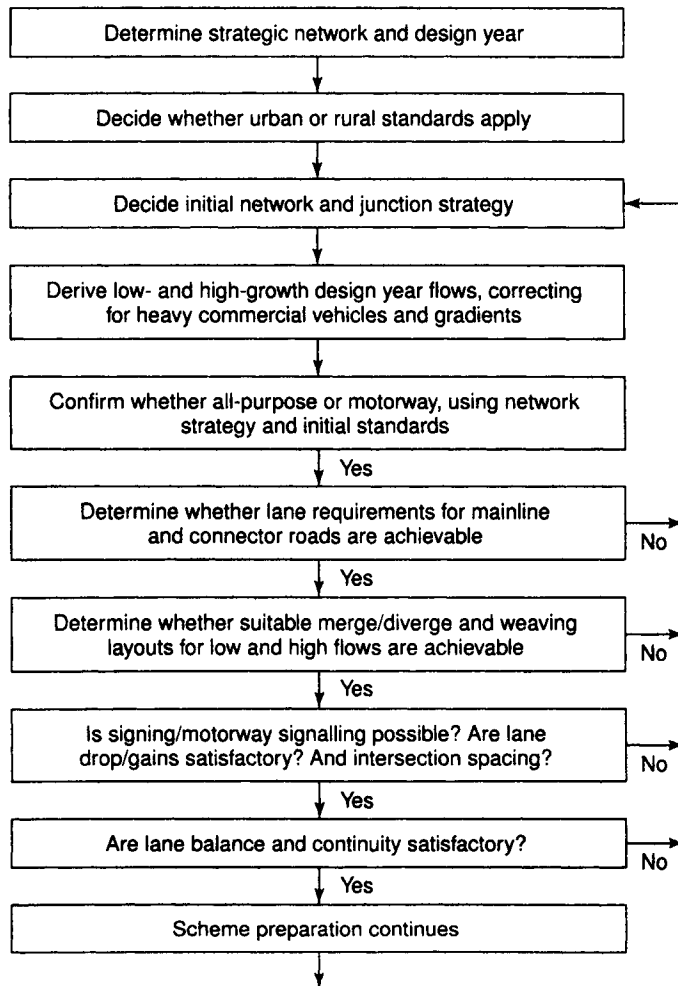 Determine strategic network and design year
Decide whether urban or rural standards apply
Decide initial network and junction strategy
Derive low- and high-growth design year flows, correcting
for heavy commercial vehicles and gradients
Confirm whether all-purpose or motorway, using network
strategy and initial standards
Yes
Determine whether lane requirements for mainline
and connector roads are achievable
No
Yes
Determine whether suitable merge/diverge and weaving
layouts for low and high flows are achievable
No
Yes
Is signing/motorway signalling possible? Are lane
drop/gains satisfactory? And intersection spacing?
No
Yes
Are lane balance and continuity satisfactory?
No
Yes
Scheme preparation continues